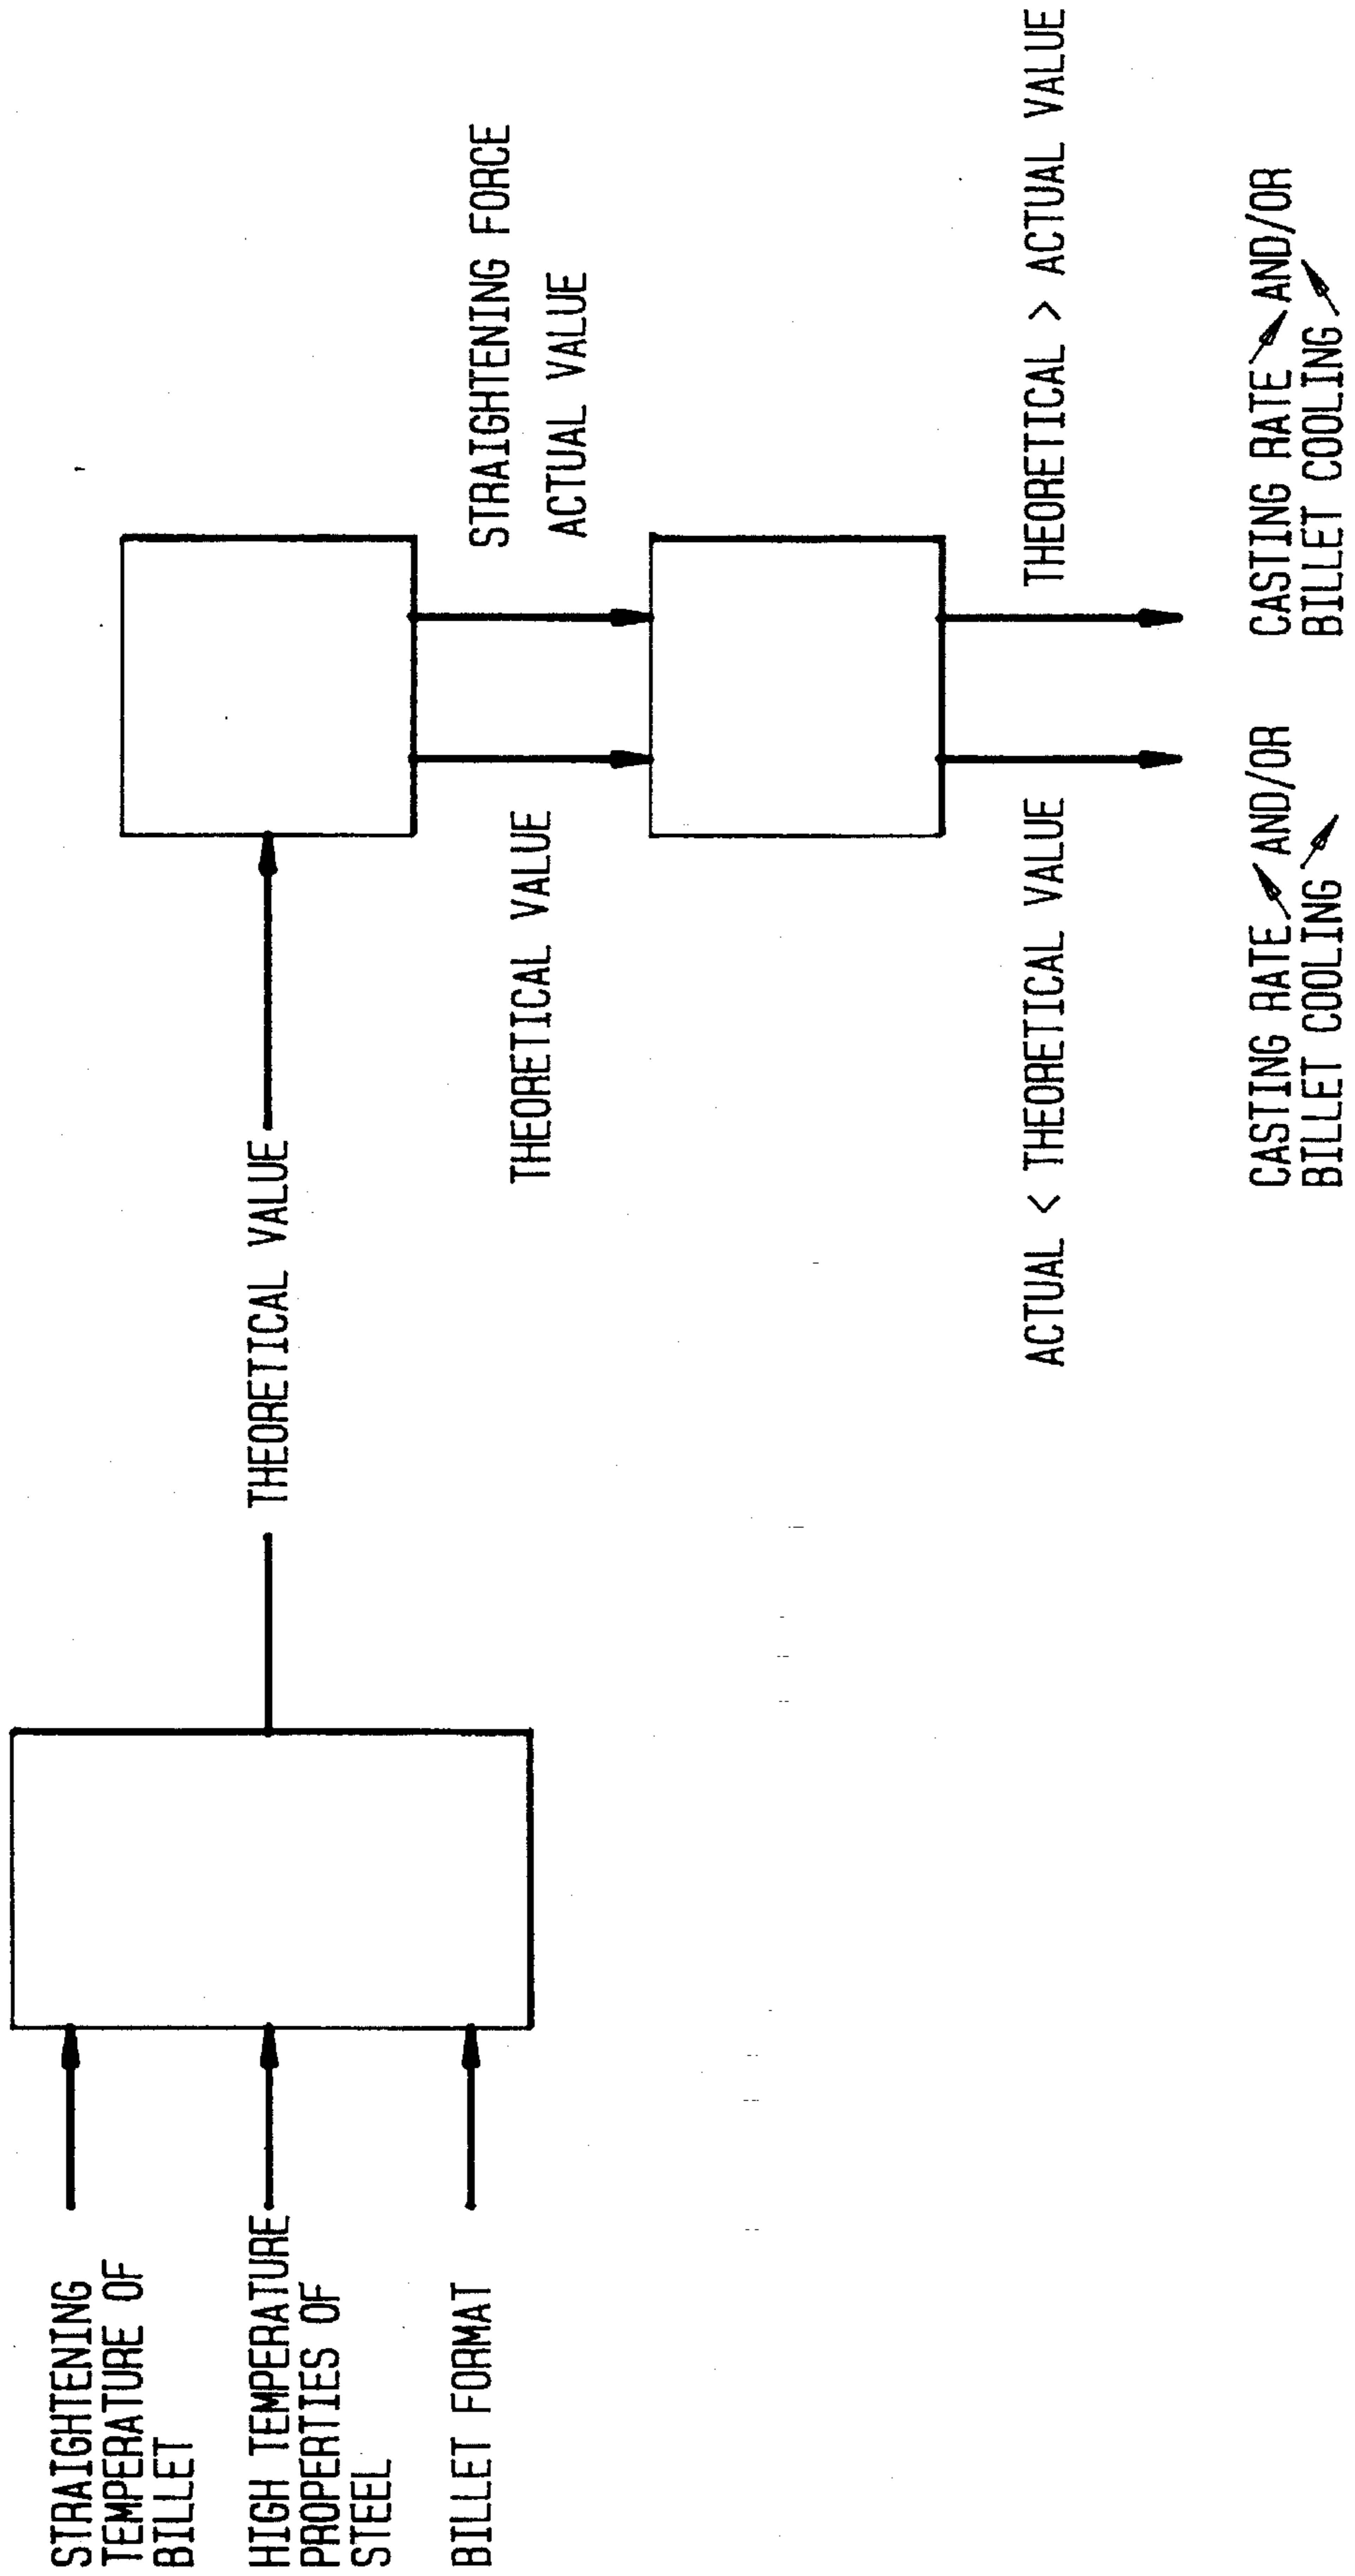 STRAIGHTENING
TEMPERATURE OF
BILLET
HIGH TEMPERATURE
PROPERTIES OF
STEEL
BILLET FORMAT
THEORETICAL VALUE
THEORETICAL VALUE
STRAIGHTENING FORCE
ACTUAL VALUE
ACTUAL < THEORETICAL VALUE
THEORETICAL > ACTUAL VALUE
CASTING RATE ↗ AND/OR
BILLET COOLING ↘
CASTING RATE ↘ AND/OR
BILLET COOLING ↗